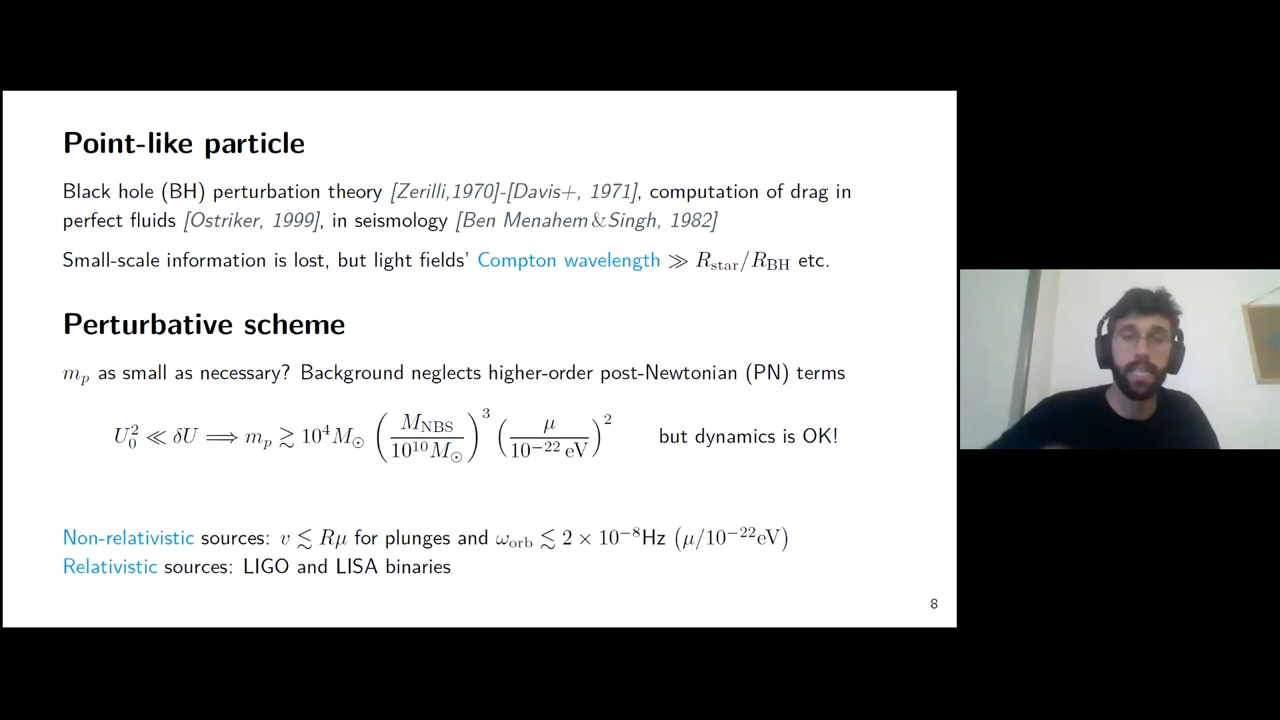 Point-like particle
Black hole (BH) perturbation theory [Zerilli,1970]-[Davis+, 1971], computation of drag in
perfect fluids [Ostriker, 1999], in seismology [Ben Menahem&Singh, 1982]
Small-scale information is lost, but light fields' Compton wavelength ≫ R_star/R_BH etc.
Perturbative scheme
m_p as small as necessary? Background neglects higher-order post-Newtonian (PN) terms
U_0^2 ≪ δU ⟹ m_p ≳ 10^4 M_⊙ (M_NBS/10^10 M_⊙)^3 (μ/10^−22 eV)^2 but dynamics is OK!
Non-relativistic sources: v ≲ Rμ for plunges and ω_orb ≲ 2 × 10^−8Hz (μ/10^−22eV)
Relativistic sources: LIGO and LISA binaries
8